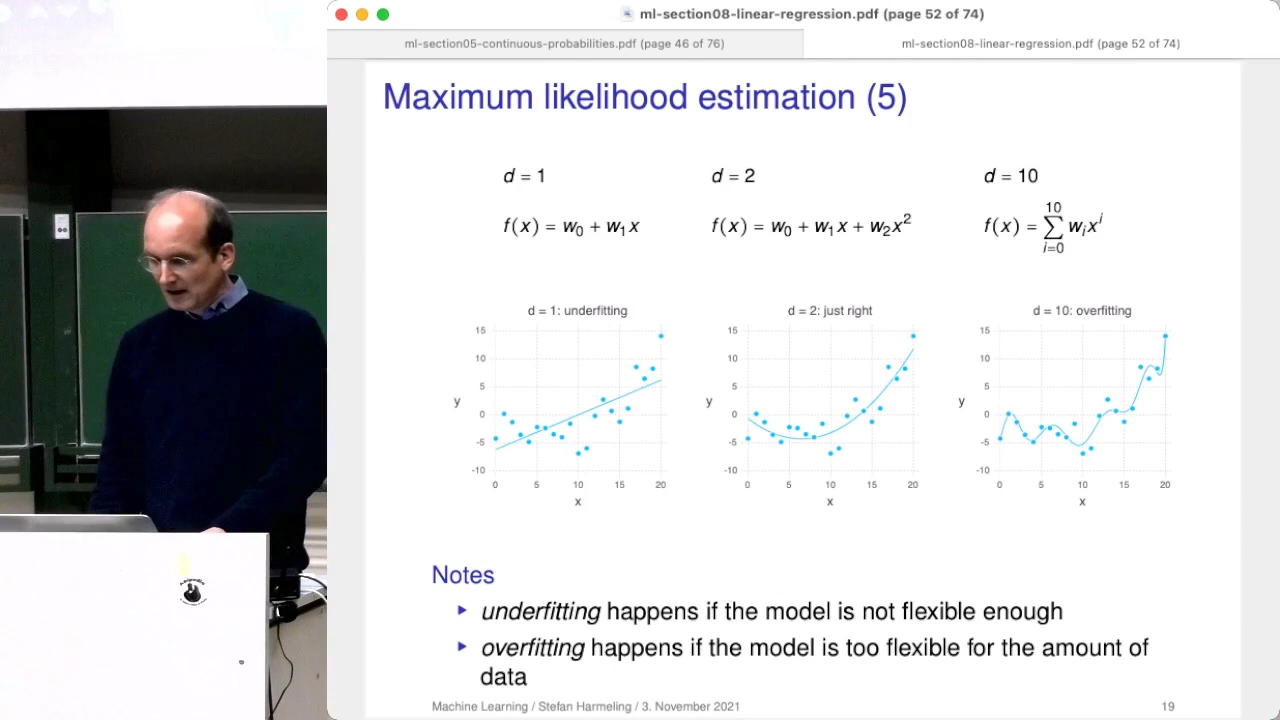 ml-section08-linear-regression.pdf (page 52 of 74)
ml-section05-continuous-probabilities.pdf (page 46 of 76)
ml-section08-linear-regression.pdf (page 52 of 74)
Maximum likelihood estimation (5)
d = 1
d = 2
d = 10
f(x) = w₀ + w₁x
f(x) = w₀ + w₁x + w₂x²
f(x) = ∑_{i=0}^{10} wᵢxⁱ
d = 1: underfitting
15
10
5
0
-5
-10
y
0 5 10 15 20
x
d = 2: just right
15
10
5
0
-5
-10
y
0 5 10 15 20
x
d = 10: overfitting
15
10
5
0
-5
-10
y
0 5 10 15 20
x
Notes
▶ underfitting happens if the model is not flexible enough
▶ overfitting happens if the model is too flexible for the amount of
data
Machine Learning / Stefan Harmeling / 3. November 2021
19